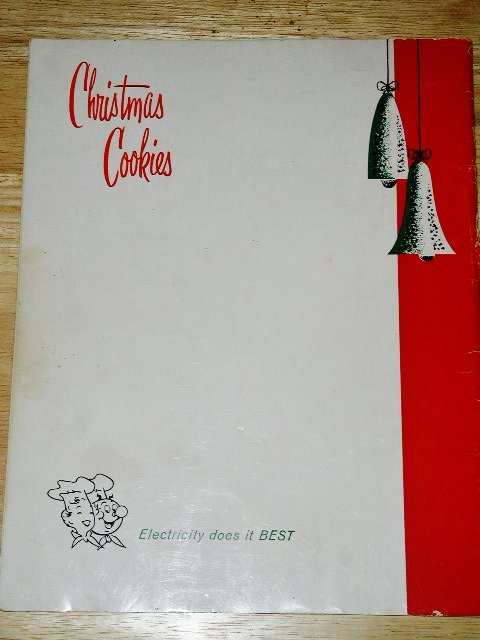 Christmas
Cookies
Electricity does it BEST